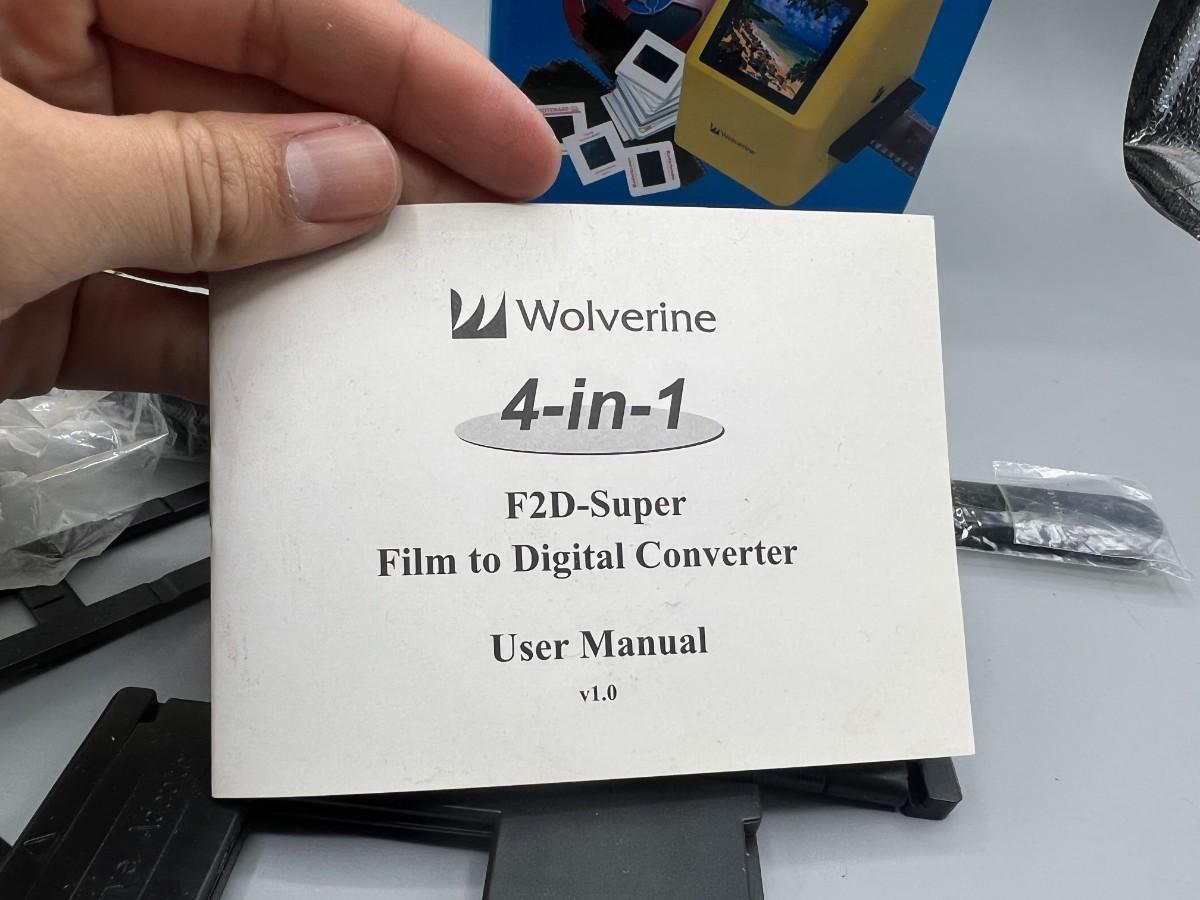 Wolverine
Wolverine
4-in-1
F2D-Super
Film to Digital Converter
User Manual
v1.0